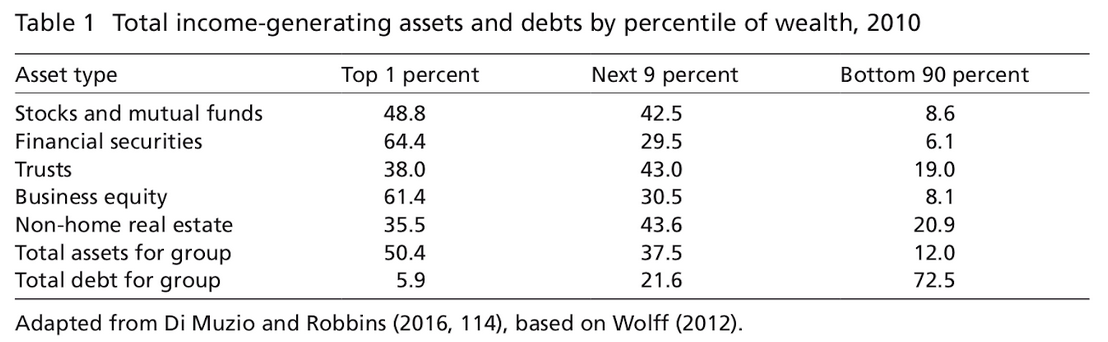 Table 1 Total income-generating assets and debts by percentile of wealth, 2010
Asset type Top 1 percent Next 9 percent Bottom 90 percent
Stocks and mutual funds 48.8 42.5 8.6
Financial securities 64.4 29.5 6.1
Trusts 38.0 43.0 19.0
Business equity 61.4 30.5 8.1
Non-home real estate 35.5 43.6 20.9
Total assets for group 50.4 37.5 12.0
Total debt for group 5.9 21.6 72.5
Adapted from Di Muzio and Robbins (2016, 114), based on Wolff (2012).